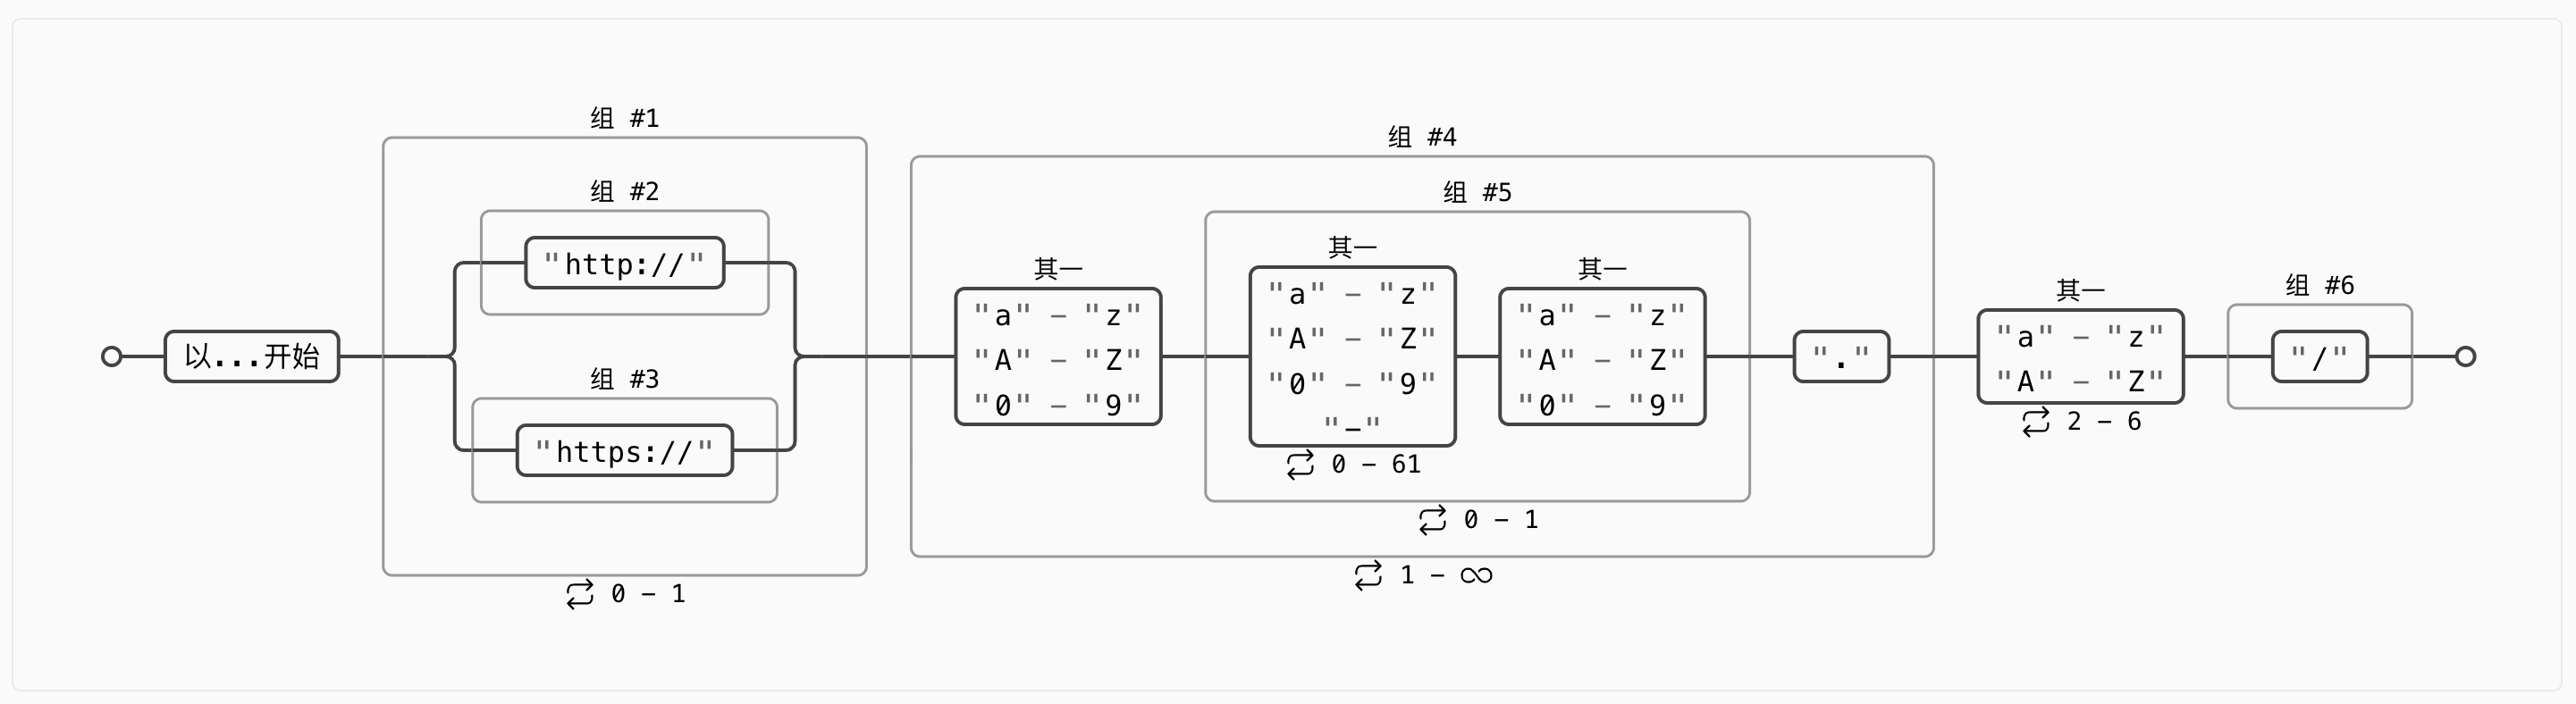 组 #1
组 #2
"http://"
以...开始
组 #3
"https://"
0 - 1
组 #4
组 #5
其一
"a" - "z"
"A" - "Z"
"0" - "9"
其一
"a" - "z"
"A" - "Z"
"0" - "9"
"-"
0 - 61
其一
"a" - "z"
"A" - "Z"
"0" - "9"
0 - 1
"."
1 - ∞
其一
"a" - "z"
"A" - "Z"
2 - 6
组 #6
"/"